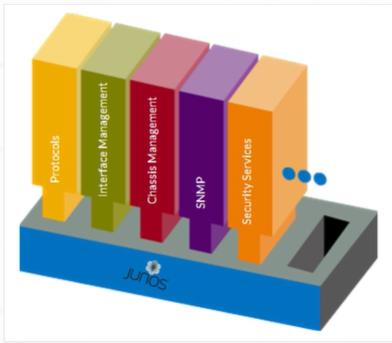 Protocols
Interface Management
Chassis Management
SNMP
Security Services
JUNOS